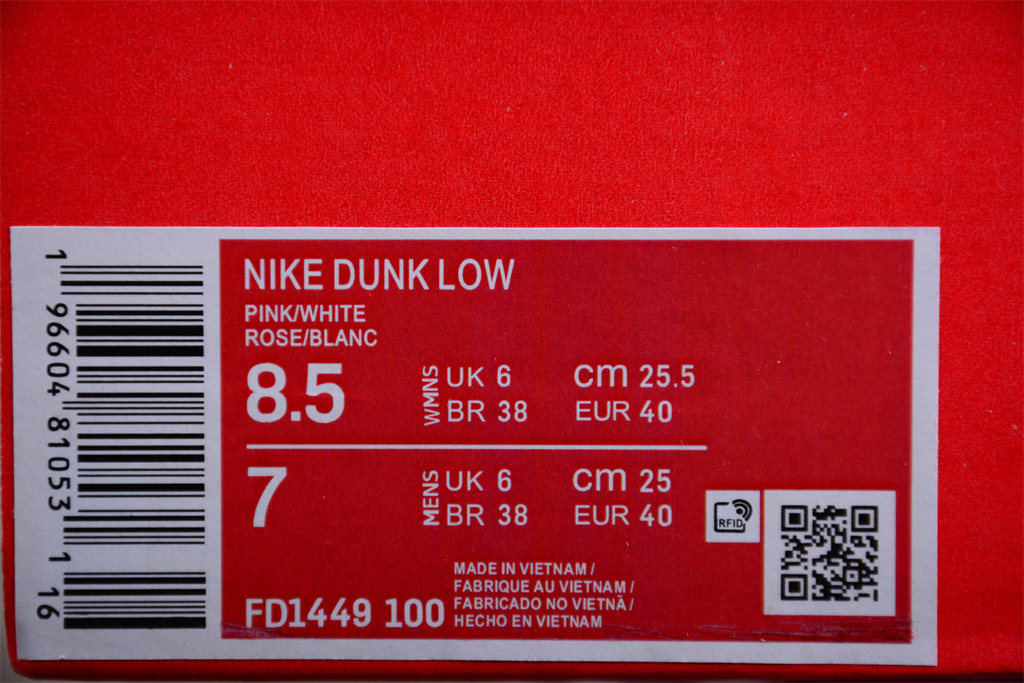 1 96604 81053 1 16
NIKE DUNK LOW
PINK/WHITE
ROSE/BLANC
8.5 WMNS UK 6 cm 25.5
BR 38 EUR 40
7 MENS UK 6 cm 25
BR 38 EUR 40
RFID
MADE IN VIETNAM /
FABRIQUE AU VIETNAM /
FABRICADO NO VIETNÃ /
HECHO EN VIETNAM
FD1449 100